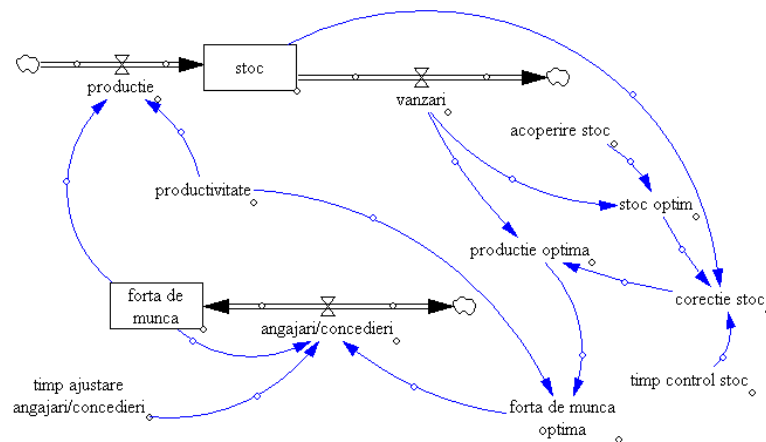 stoc
productie
vanzari
acoperire stoc
productivitate
stoc optim
productie optima
forta de
munca
angajari/concedieri
corectie stoc
timp ajustare
angajari/concedieri
forta de munca
optima
timp control stoc